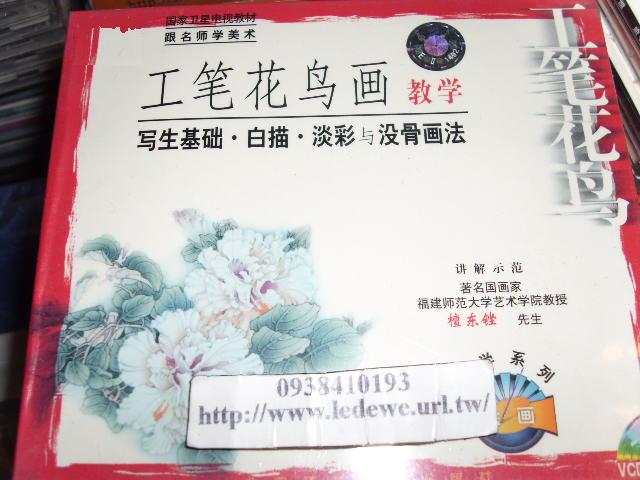 国家卫星电视教材
跟名师学美术
工笔花鸟画 教学
写生基础·白描·淡彩与没骨画法
工笔花鸟
讲解示范
著名国画家
福建师范大学艺术学院教授
檀东铿 先生
学系列
画
0938410193
http://www.ledewe.url.tw/
VCD